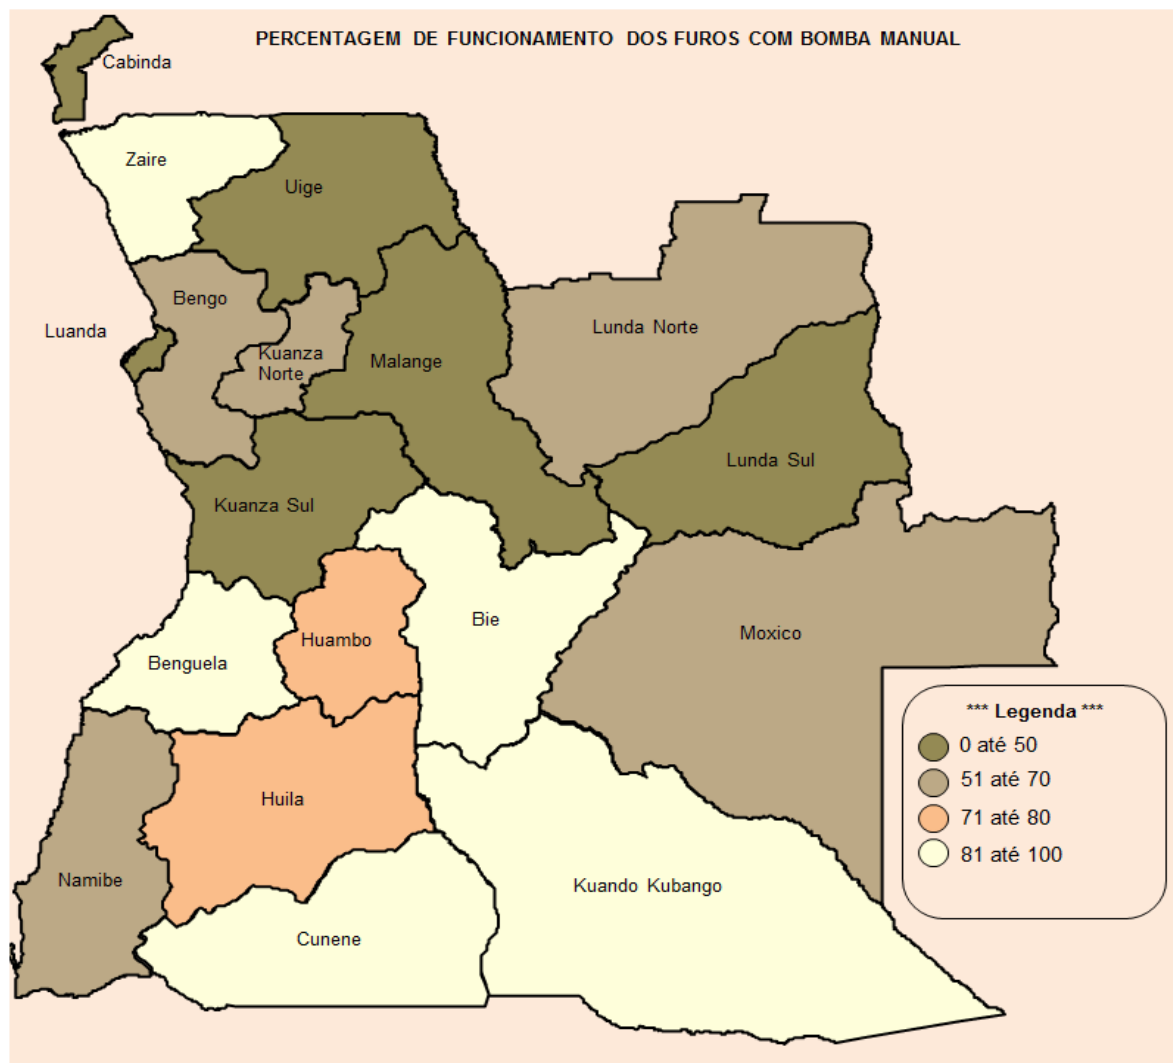 PERCENTAGEM DE FUNCIONAMENTO DOS FUROS COM BOMBA MANUAL
Cabinda
Zaire
Uige
Bengo
Luanda
Lunda Norte
Kuanza
Norte
Malange
Lunda Sul
Kuanza Sul
Bie
Moxico
Huambo
Benguela
*** Legenda ***
0 até 50
51 até 70
71 até 80
81 até 100
Huila
Namibe
Kuando Kubango
Cunene